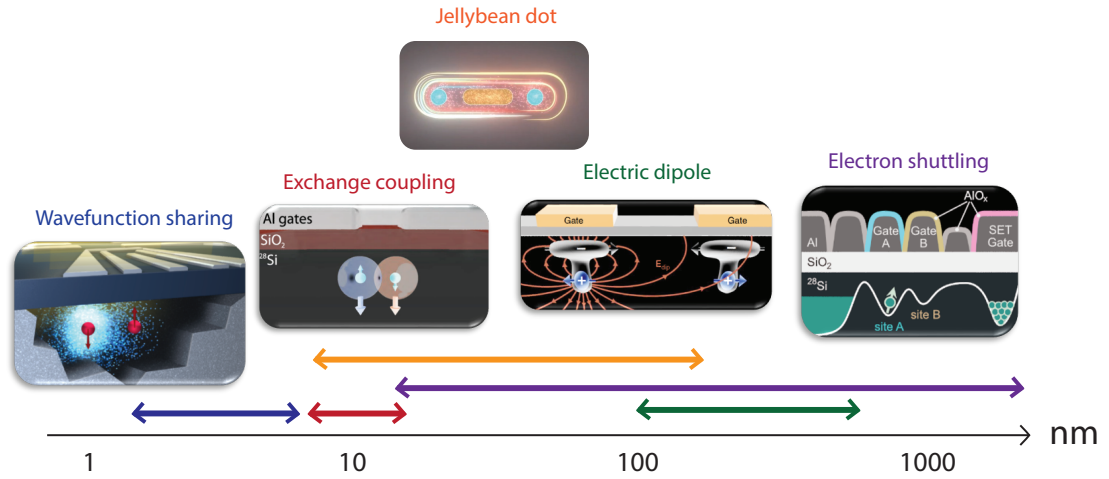 Jellybean dot
Electron shuttling
Electric dipole
Exchange coupling
Wavefunction sharing
Al gates
SiO₂
²⁸Si
Gate
Gate
E_dip
AlOₓ
Al
Gate A
Gate B
SET Gate
SiO₂
²⁸Si
site A
site B
nm
1
10
100
1000